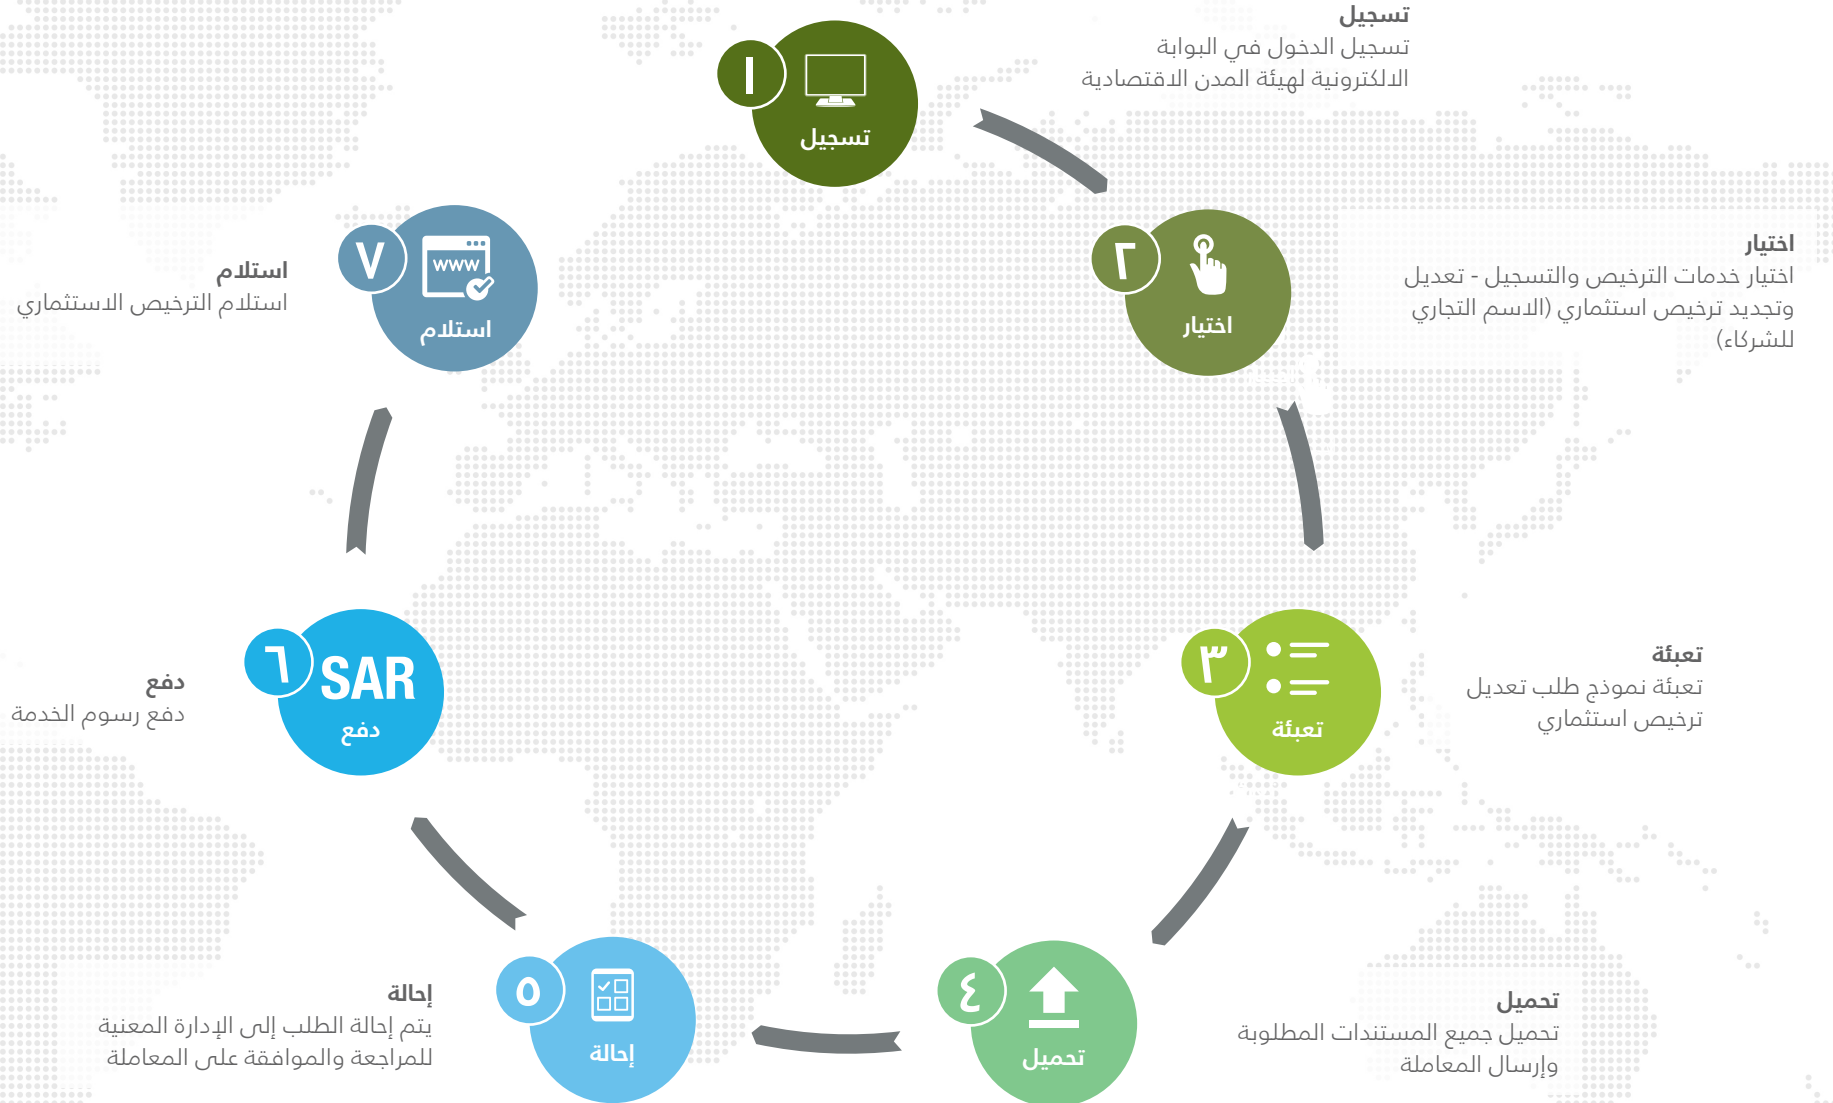 تسجيل
تسجيل الدخول في البوابة
الالكترونية لهيئة المدن الاقتصادية
١
تسجيل
اختيار
اختيار خدمات الترخيص والتسجيل - تعديل
وتجديد ترخيص استثماري (الاسم التجاري
للشركاء)
٢
اختيار
تعبئة
تعبئة نموذج طلب تعديل
ترخيص استثماري
٣
تعبئة
تحميل
تحميل جميع المستندات المطلوبة
وإرسال المعاملة
٤
تحميل
إحالة
يتم إحالة الطلب إلى الإدارة المعنية
للمراجعة والموافقة على المعاملة
٥
إحالة
دفع
دفع رسوم الخدمة
٦
SAR
دفع
استلام
استلام الترخيص الاستثماري
٧
www
استلام